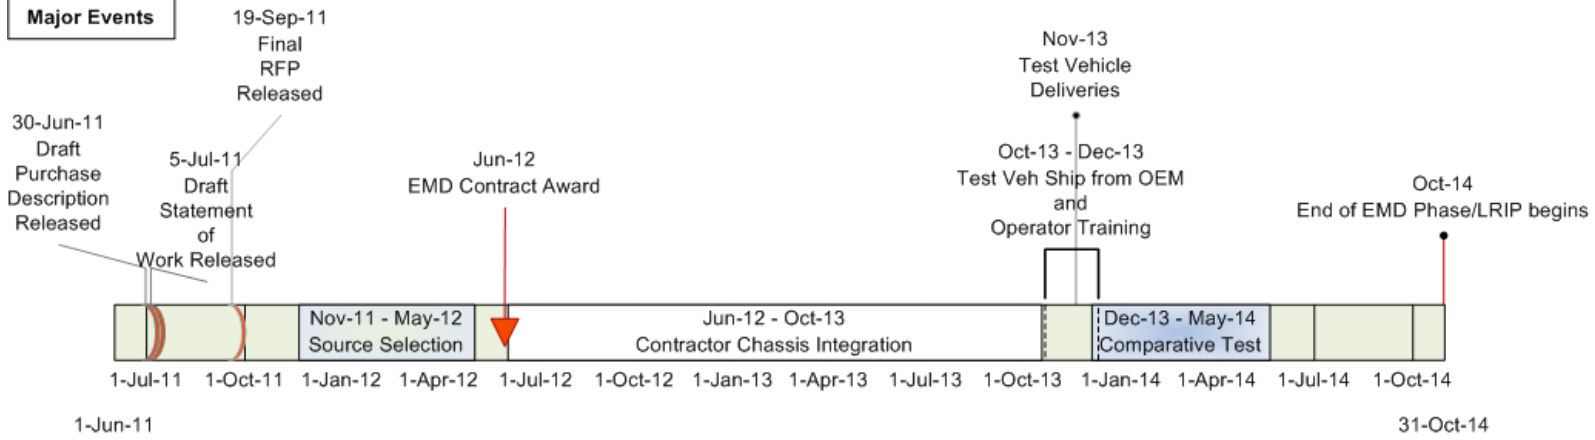 Major Events
30-Jun-11
Draft
Purchase
Description
Released
5-Jul-11
Draft
Statement
of
Work Released
19-Sep-11
Final
RFP
Released
Jun-12
EMD Contract Award
Nov-13
Test Vehicle
Deliveries
Oct-13 - Dec-13
Test Veh Ship from OEM
and
Operator Training
Oct-14
End of EMD Phase/LRIP begins
Nov-11 - May-12
Source Selection
Jun-12 - Oct-13
Contractor Chassis Integration
Dec-13 - May-14
Comparative Test
1-Jul-11 1-Oct-11 1-Jan-12 1-Apr-12 1-Jul-12 1-Oct-12 1-Jan-13 1-Apr-13 1-Jul-13 1-Oct-13 1-Jan-14 1-Apr-14 1-Jul-14 1-Oct-14
1-Jun-11 31-Oct-14